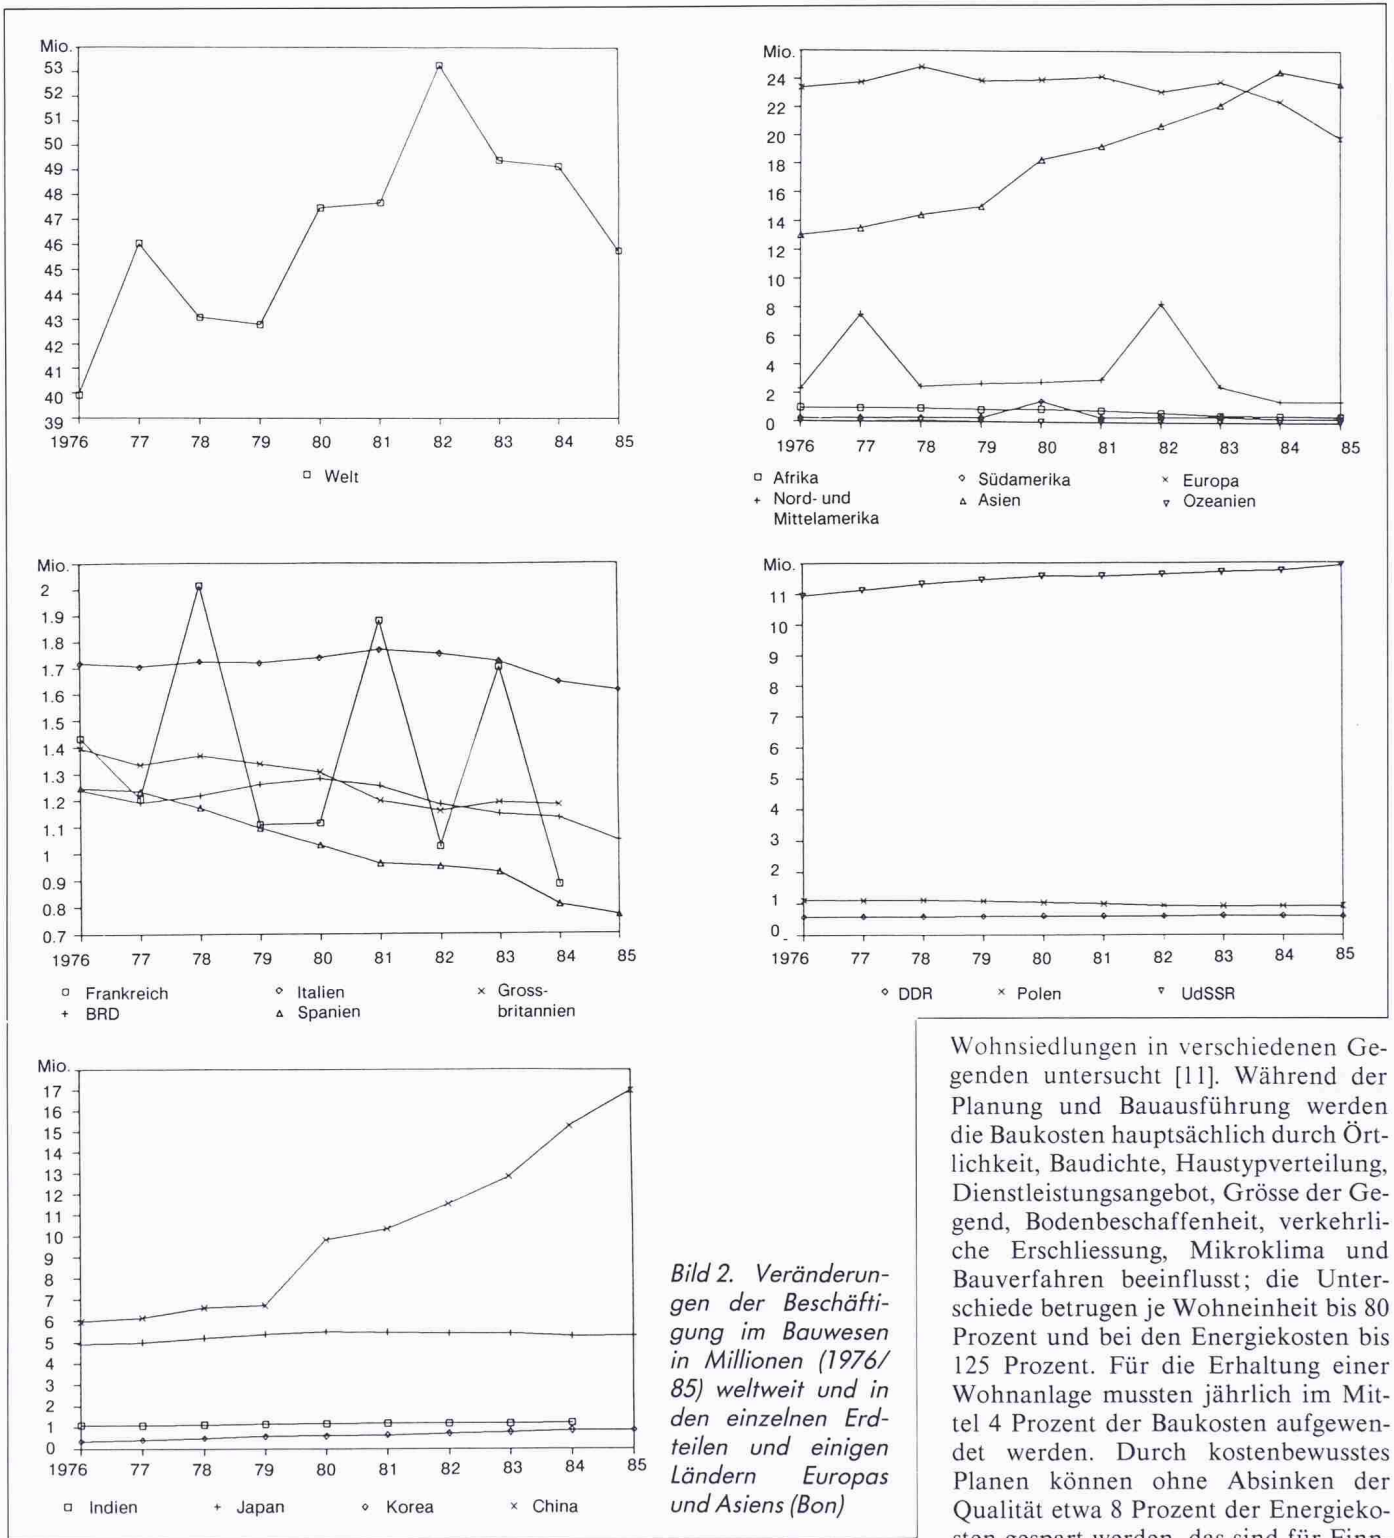 Mio.
53
52
51
50
49
48
47
46
45
44
43
42
41
40
39
1976 77 78 79 80 81 82 83 84 85
Welt
Mio.
24
22
20
18
16
14
12
10
8
6
4
2
0
1976 77 78 79 80 81 82 83 84 85
Afrika Südamerika Europa
Nord- und Asien Ozeanien
Mittelamerika
Mio.
2
1.9
1.8
1.7
1.6
1.5
1.4
1.3
1.2
1.1
1
0.9
0.8
0.7
1976 77 78 79 80 81 82 83 84 85
Frankreich Italien Gross-
BRD Spanien britannien
Mio.
11
10
9
8
7
6
5
4
3
2
1
0
1976 77 78 79 80 81 82 83 84 85
DDR Polen UdSSR
Mio.
17
16
15
14
13
12
11
10
9
8
7
6
5
4
3
2
1
0
1976 77 78 79 80 81 82 83 84 85
Indien Japan Korea China
Bild 2. Veränderun-
gen der Beschäfti-
gung im Bauwesen
in Millionen (1976/
85) weltweit und in
den einzelnen Erd-
teilen und einigen
Ländern Europas
und Asiens (Bon)
Wohnsiedlungen in verschiedenen Ge-
genden untersucht [11]. Während der
Planung und Bauausführung werden
die Baukosten hauptsächlich durch Ört-
lichkeit, Baudichte, Haustypverteilung,
Dienstleistungsangebot, Grösse der Ge-
gend, Bodenbeschaffenheit, verkehrli-
che Erschliessung, Mikroklima und
Bauverfahren beeinflusst; die Unter-
schiede betrugen je Wohneinheit bis 80
Prozent und bei den Energiekosten bis
125 Prozent. Für die Erhaltung einer
Wohnanlage mussten jährlich im Mit-
tel 4 Prozent der Baukosten aufgewen-
det werden. Durch kostenbewusstes
Planen können ohne Absinken der
Qualität etwa 8 Prozent der Energieko-
sten gespart werden, das sind für Finn-